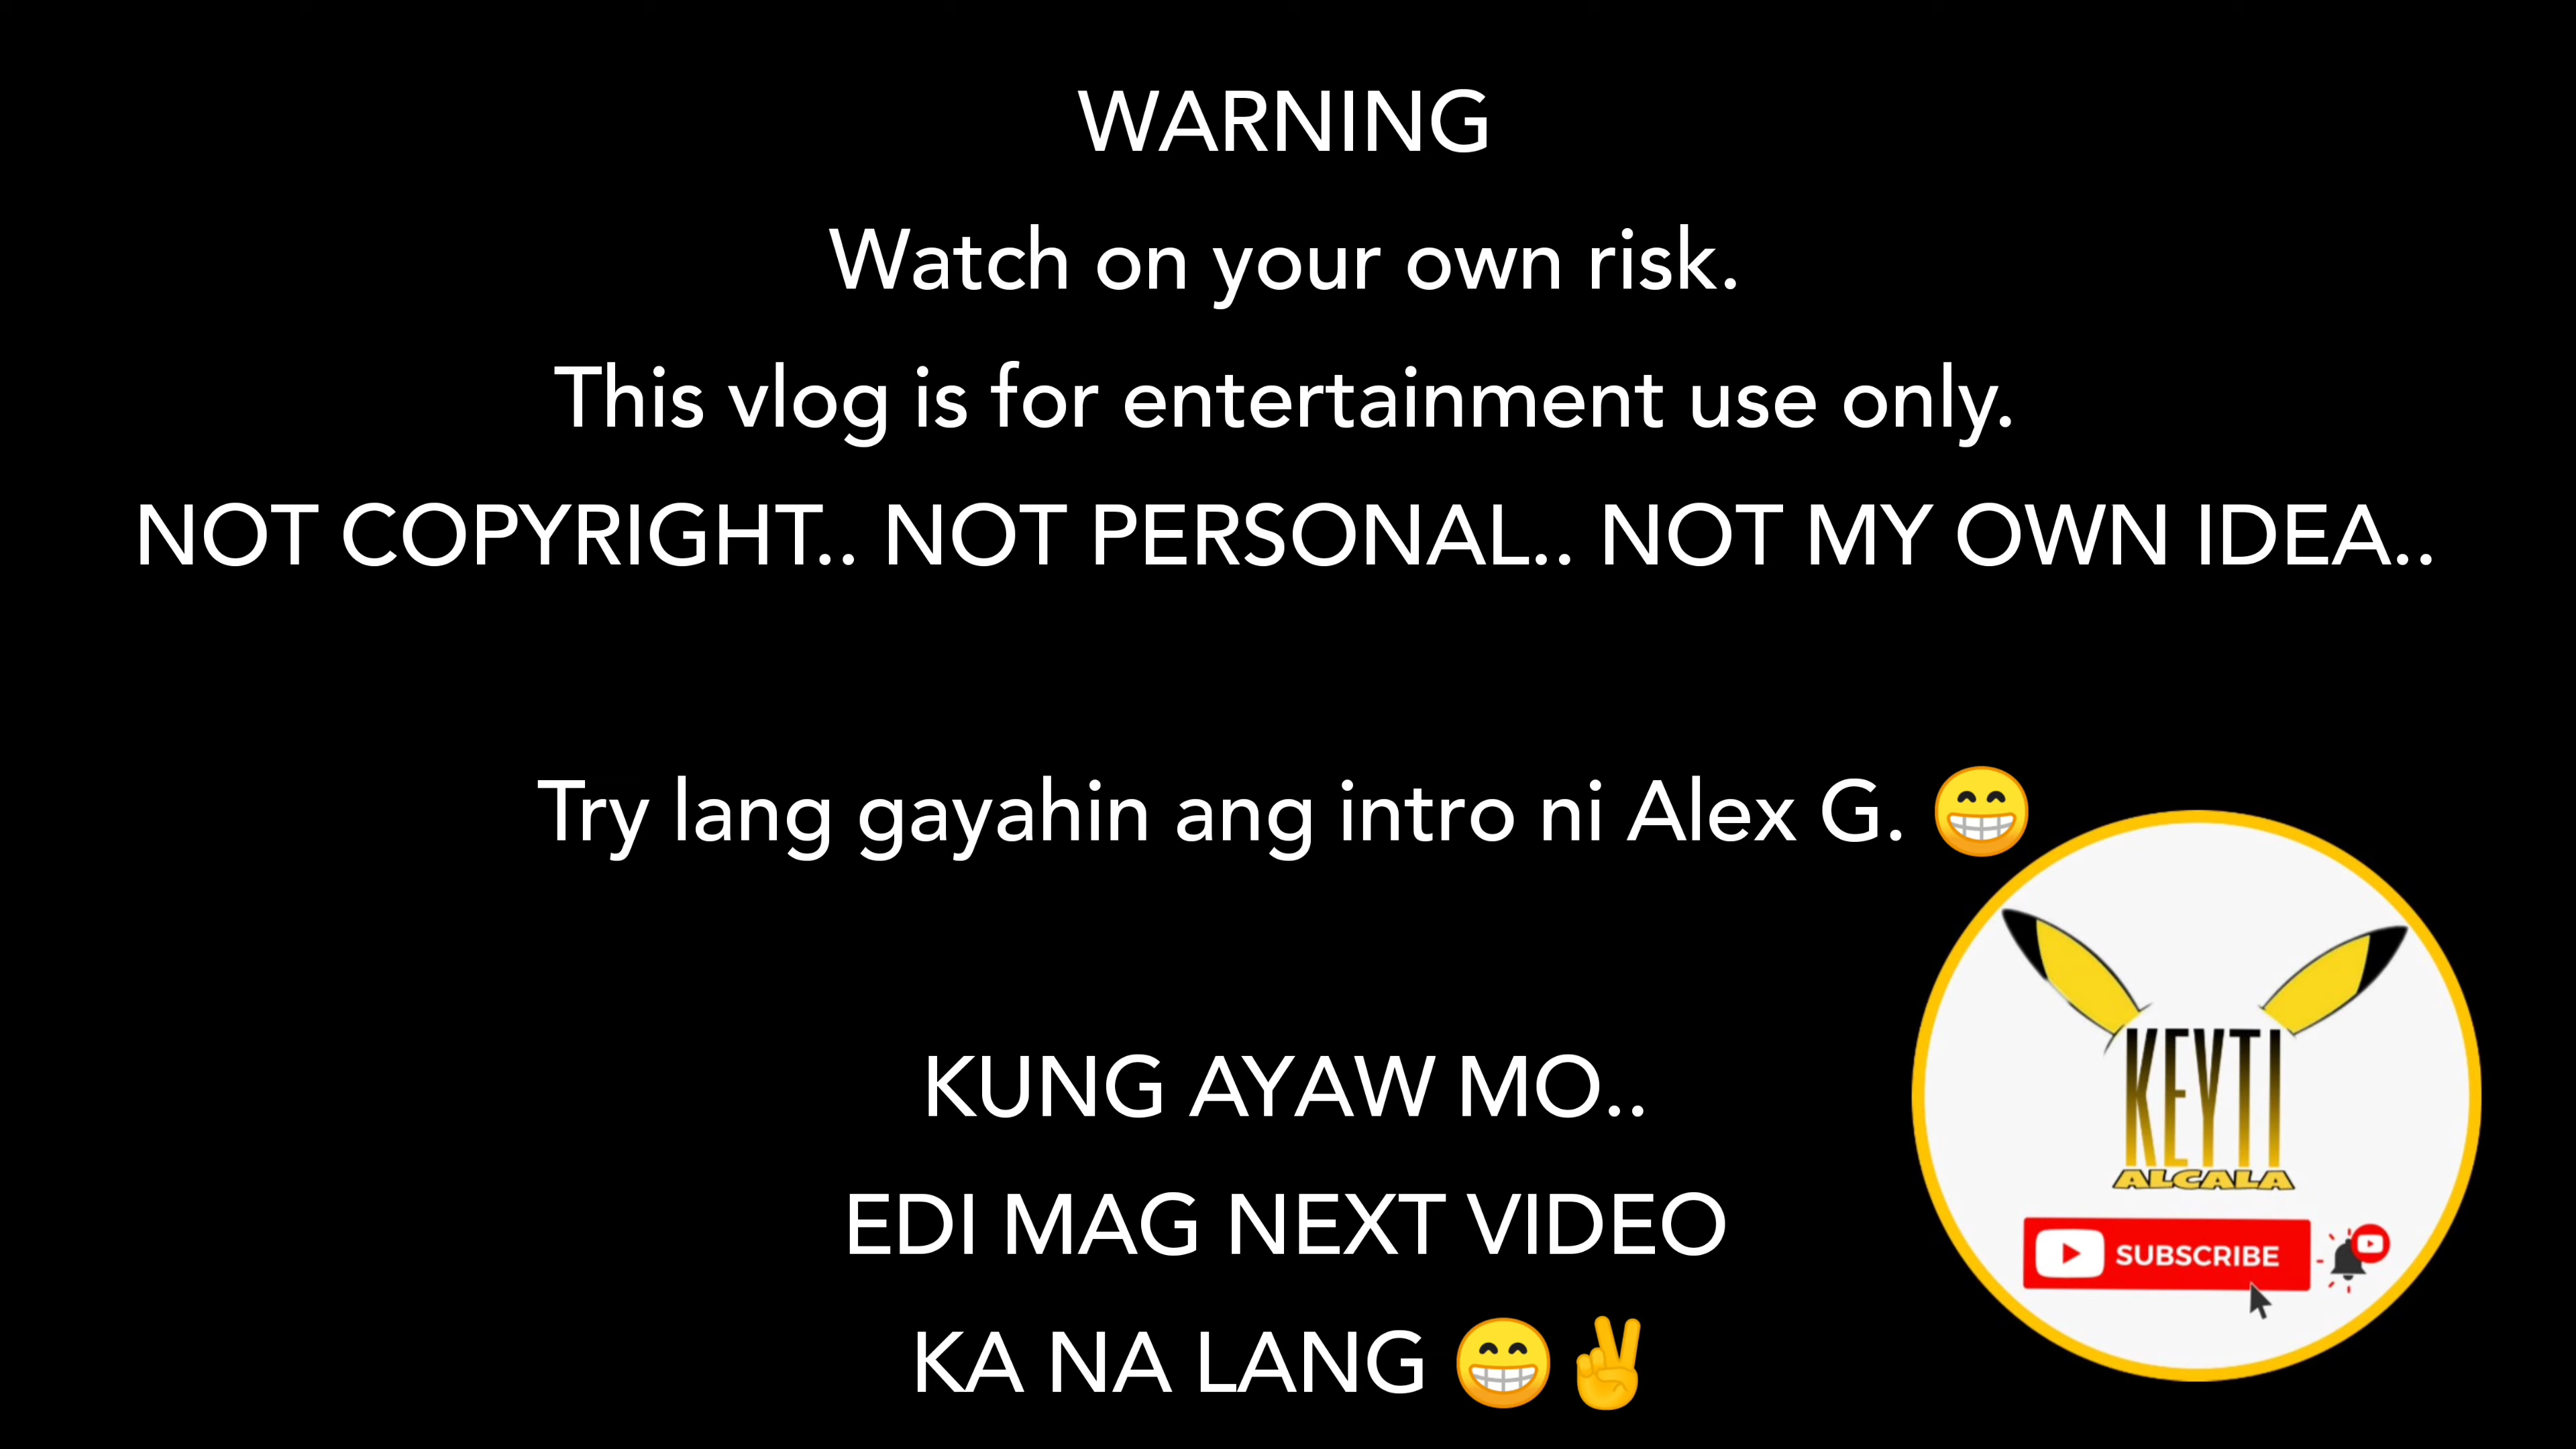 WARNING
Watch on your own risk.
This vlog is for entertainment use only.
NOT COPYRIGHT.. NOT PERSONAL.. NOT MY OWN IDEA..
Try lang gayahin ang intro ni Alex G. 😁
KUNG AYAW MO..
EDI MAG NEXT VIDEO
KA NA LANG 😁✌
KEYTI
ALCALA
SUBSCRIBE